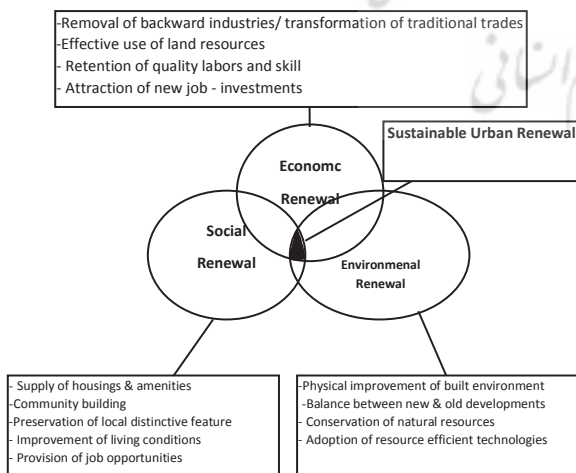 -Removal of backward industries/ transformation of traditional trades
-Effective use of land resources
- Retention of quality labors and skill
- Attraction of new job - investments
Sustainable Urban Renewal
Economc
Renewal
Social
Renewal
Environmenal
Renewal
- Supply of housings & amenities
-Community building
-Preservation of local distinctive feature
- Improvement of living conditions
- Provision of job opportunities
-Physical improvement of built environment
-Balance between new & old developments
- Conservation of natural resources
- Adoption of resource efficient technologies